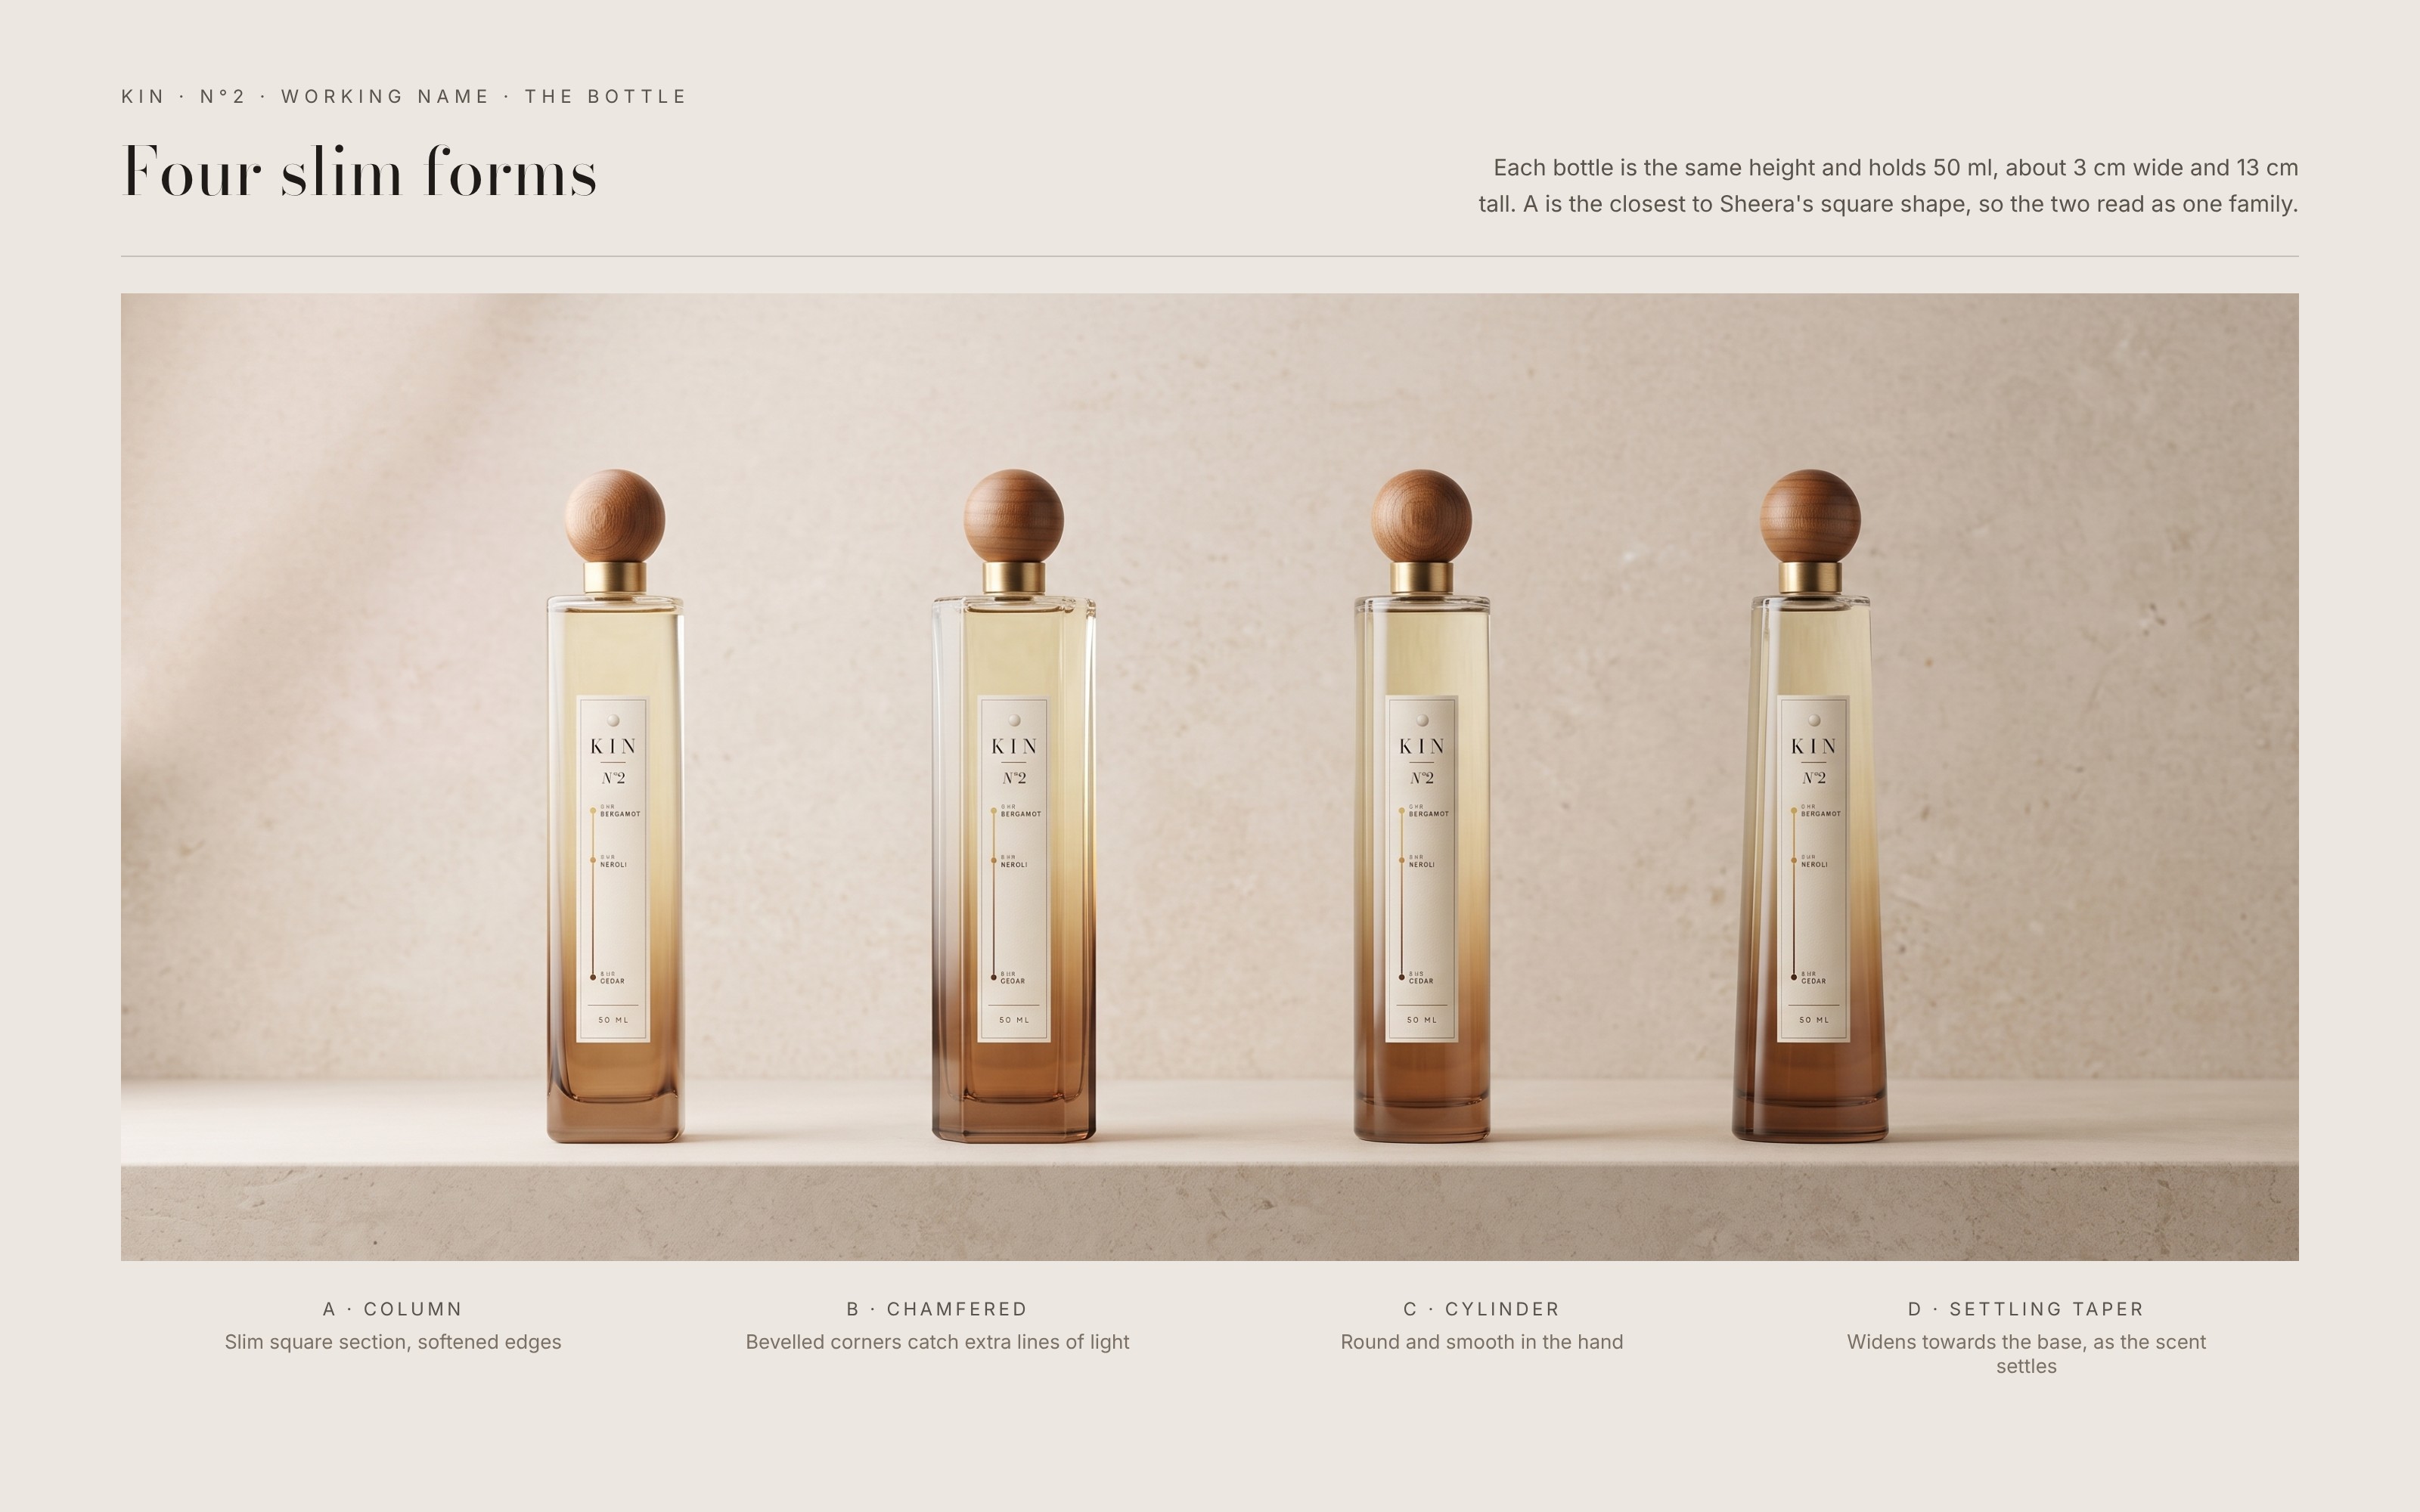 KIN · N°2 · WORKING NAME · THE BOTTLE
Four slim forms
Each bottle is the same height and holds 50 ml, about 3 cm wide and 13 cm
tall. A is the closest to Sheera's square shape, so the two read as one family.
KIN
N°2
BERGAMOT
NEROLI
CEDAR
50 ML
KIN
N°2
BERGAMOT
NEROLI
CEDAR
50 ML
KIN
N°2
BERGAMOT
NEROLI
CEDAR
50 ML
KIN
N°2
BERGAMOT
NEROLI
CEDAR
50 ML
A · COLUMN
Slim square section, softened edges
B · CHAMFERED
Bevelled corners catch extra lines of light
C · CYLINDER
Round and smooth in the hand
D · SETTLING TAPER
Widens towards the base, as the scent
settles